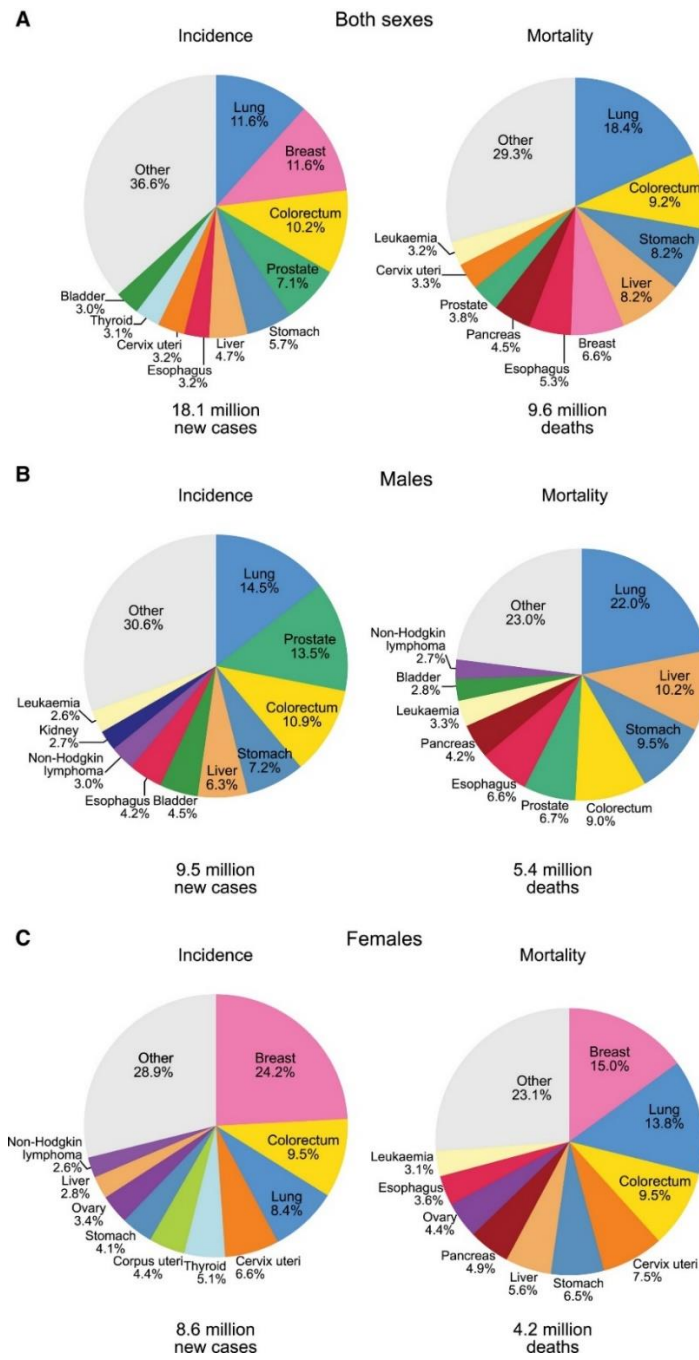 A
Both sexes
Incidence
Mortality
Lung
11.6%
Breast
11.6%
Colorectum
10.2%
Prostate
7.1%
Stomach
5.7%
Liver
4.7%
Esophagus
3.2%
Cervix uteri
3.2%
Thyroid
3.1%
Bladder
3.0%
Other
36.6%
18.1 million
new cases
Lung
18.4%
Colorectum
9.2%
Stomach
8.2%
Liver
8.2%
Breast
6.6%
Esophagus
5.3%
Pancreas
4.5%
Prostate
3.8%
Cervix uteri
3.3%
Leukaemia
3.2%
Other
29.3%
9.6 million
deaths
B
Males
Incidence
Mortality
Lung
14.5%
Prostate
13.5%
Colorectum
10.9%
Stomach
7.2%
Liver
6.3%
Bladder
4.5%
Esophagus
4.2%
Non-Hodgkin
lymphoma
3.0%
Kidney
2.7%
Leukaemia
2.6%
Other
30.6%
9.5 million
new cases
Lung
22.0%
Liver
10.2%
Stomach
9.5%
Colorectum
9.0%
Prostate
6.7%
Esophagus
6.6%
Pancreas
4.2%
Leukaemia
3.3%
Bladder
2.8%
Non-Hodgkin
lymphoma
2.7%
Other
23.0%
5.4 million
deaths
C
Females
Incidence
Mortality
Breast
24.2%
Colorectum
9.5%
Lung
8.4%
Cervix uteri
6.6%
Thyroid
5.1%
Corpus uteri
4.4%
Stomach
4.1%
Ovary
3.4%
Liver
2.8%
Non-Hodgkin
lymphoma
2.6%
Other
28.9%
8.6 million
new cases
Breast
15.0%
Lung
13.8%
Colorectum
9.5%
Cervix uteri
7.5%
Stomach
6.5%
Liver
5.6%
Pancreas
4.9%
Ovary
4.4%
Esophagus
3.6%
Leukaemia
3.1%
Other
23.1%
4.2 million
deaths